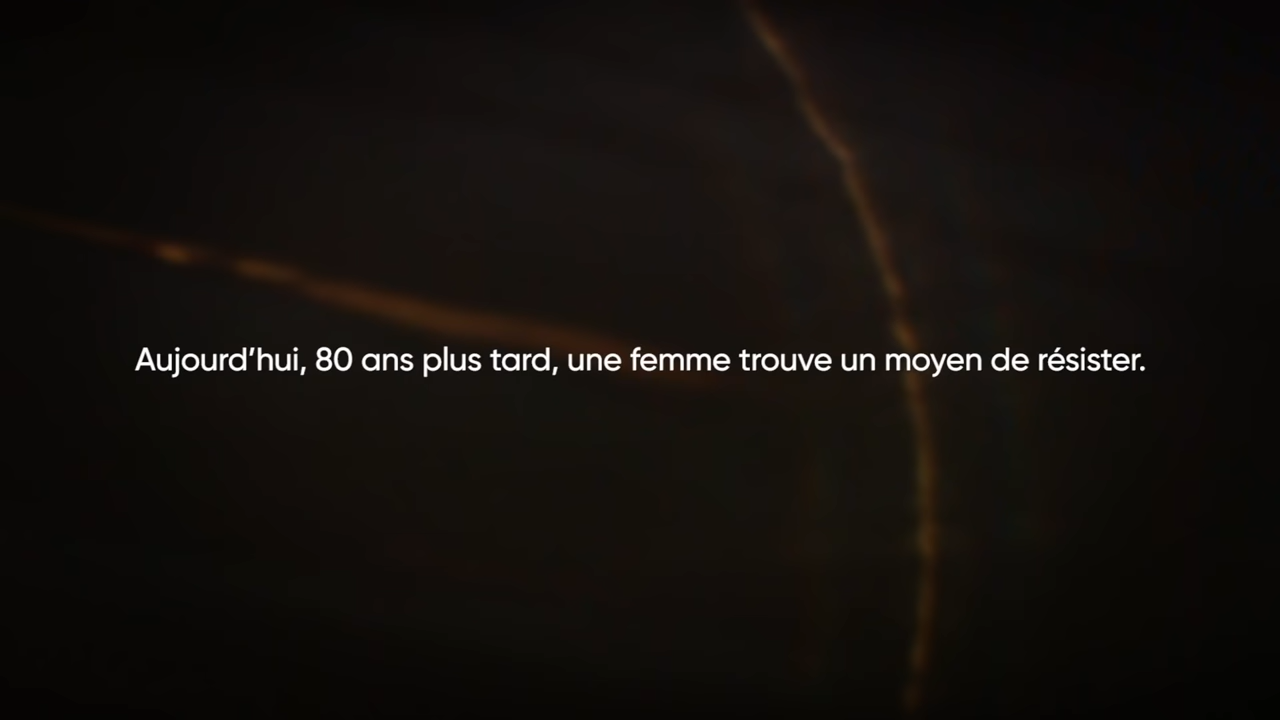 Aujourd’hui, 80 ans plus tard, une femme trouve un moyen de résister.